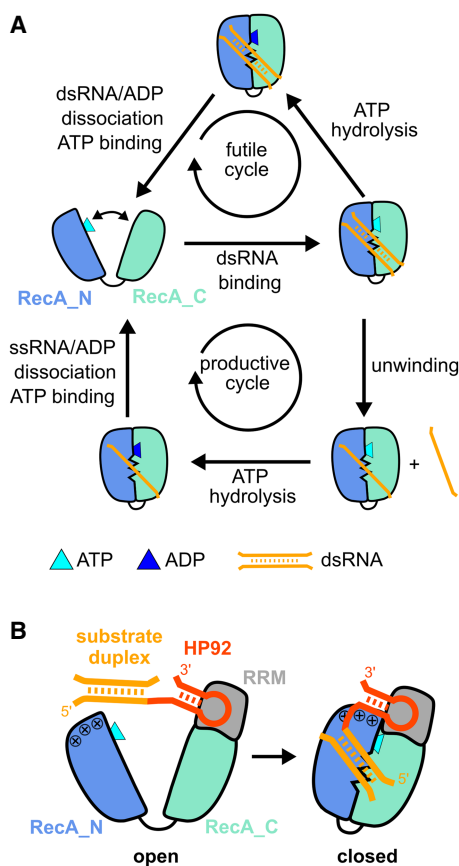 A
dsRNA/ADP
dissociation
ATP binding
ATP
hydrolysis
futile
cycle
RecA_N
RecA_C
dsRNA
binding
ssRNA/ADP
dissociation
ATP binding
productive
cycle
unwinding
+
ATP
hydrolysis
ATP
ADP
dsRNA
B
substrate
duplex
HP92
3'
RRM
5'
+ + +
RecA_N
RecA_C
open
3'
+ + +
5'
closed